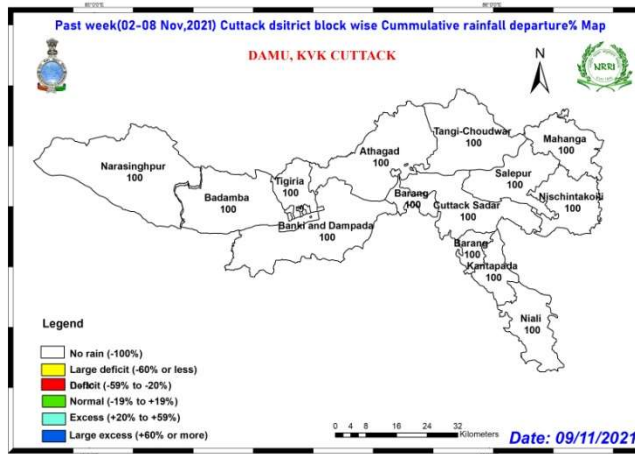 Past week(02-08 Nov,2021) Cuttack dsitrict block wise Cummulative rainfall departure% Map
DAMU, KVK CUTTACK
N
NRRI
Tangi-Choudwar
100
Mahanga
100
Athagad
100
Narasinghpur
100
Salepur
100
Tigiria
100
Badamba
100
Barang
100
Nischintakoili
100
Cuttack Sadar
100
Banki and Dampada
100
Barang
100
Kantapada
100
Niali
100
Legend
No rain (-100%)
Large deficit (-60% or less)
Deficit (-59% to -20%)
Normal (-19% to +19%)
Excess (+20% to +59%)
Large excess (+60% or more)
0 4 8 16 24 32
Kilometers
Date: 09/11/2021